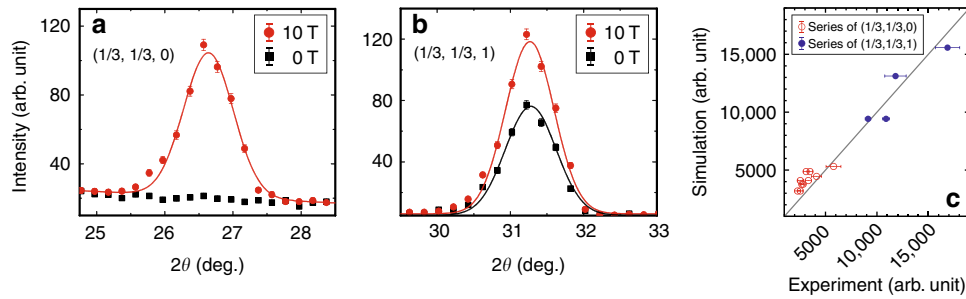 a
(1/3, 1/3, 0)
10 T
0 T
Intensity (arb. unit)
120
80
40
25
26
27
28
2θ (deg.)
b
(1/3, 1/3, 1)
10 T
0 T
120
80
40
30
31
32
33
2θ (deg.)
Series of (1/3,1/3,0)
Series of (1/3,1/3,1)
Simulation (arb. unit)
15,000
10,000
5000
5000
10,000
15,000
c
Experiment (arb. unit)